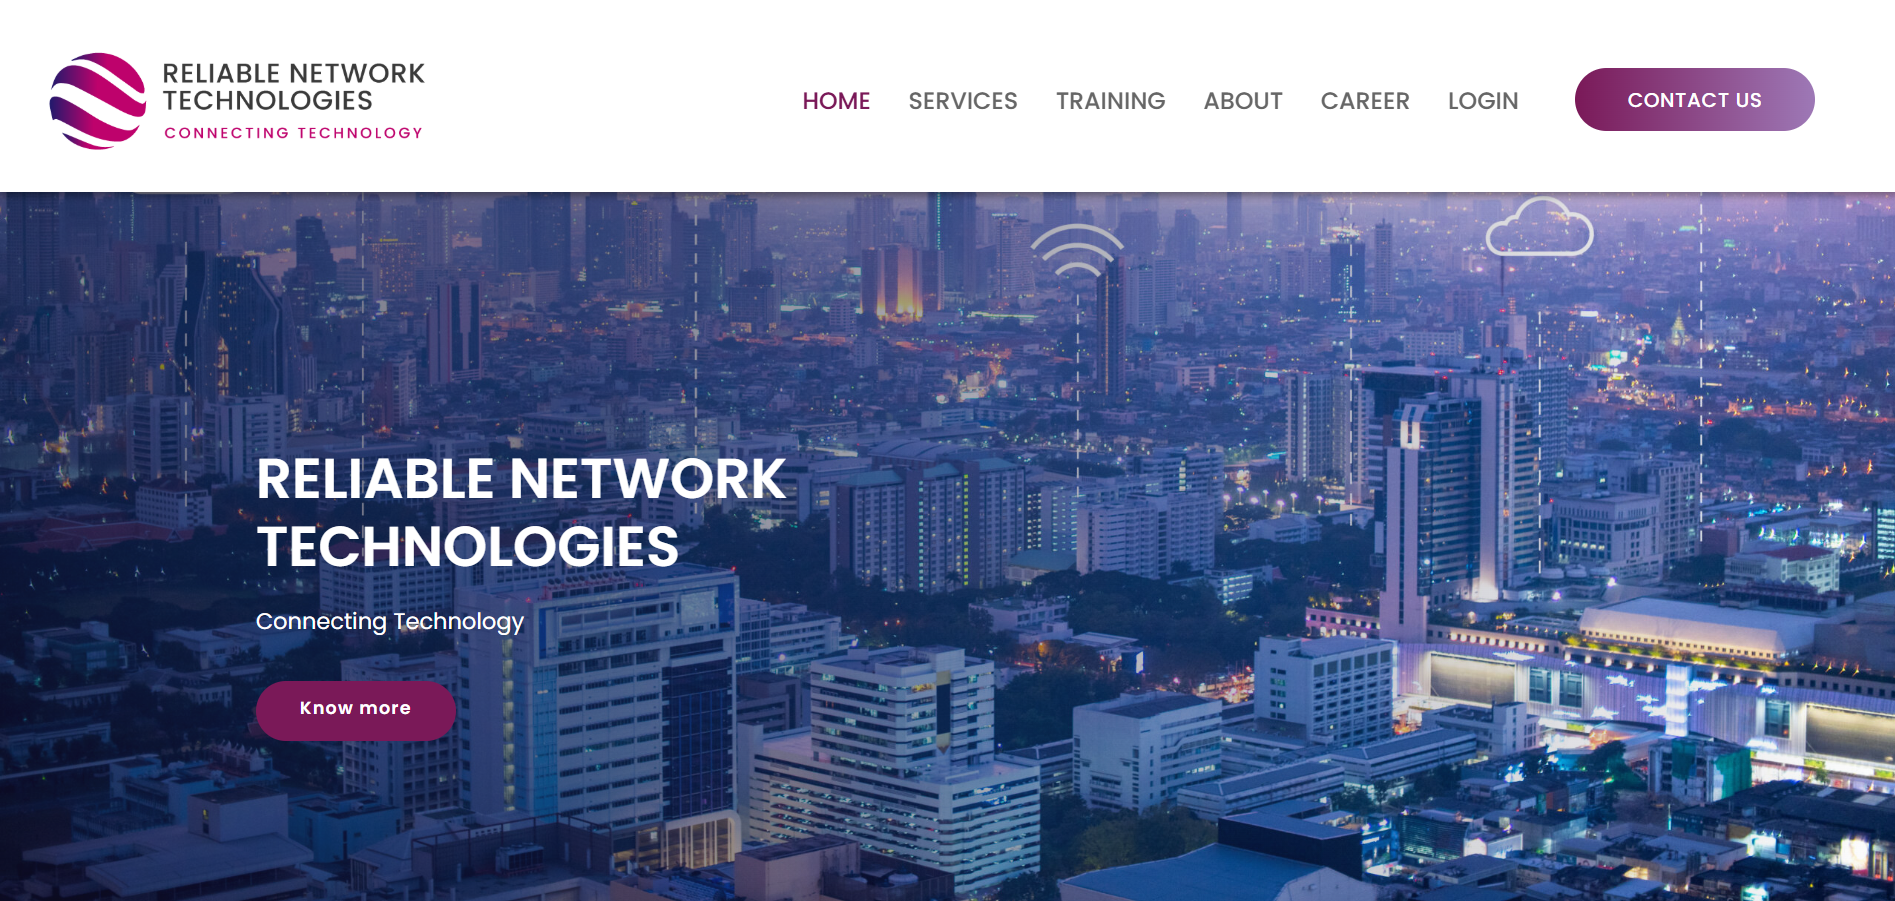 RELIABLE NETWORK
TECHNOLOGIES
CONNECTING TECHNOLOGY
HOME SERVICES TRAINING ABOUT CAREER LOGIN CONTACT US
RELIABLE NETWORK
TECHNOLOGIES
Connecting Technology
Know more